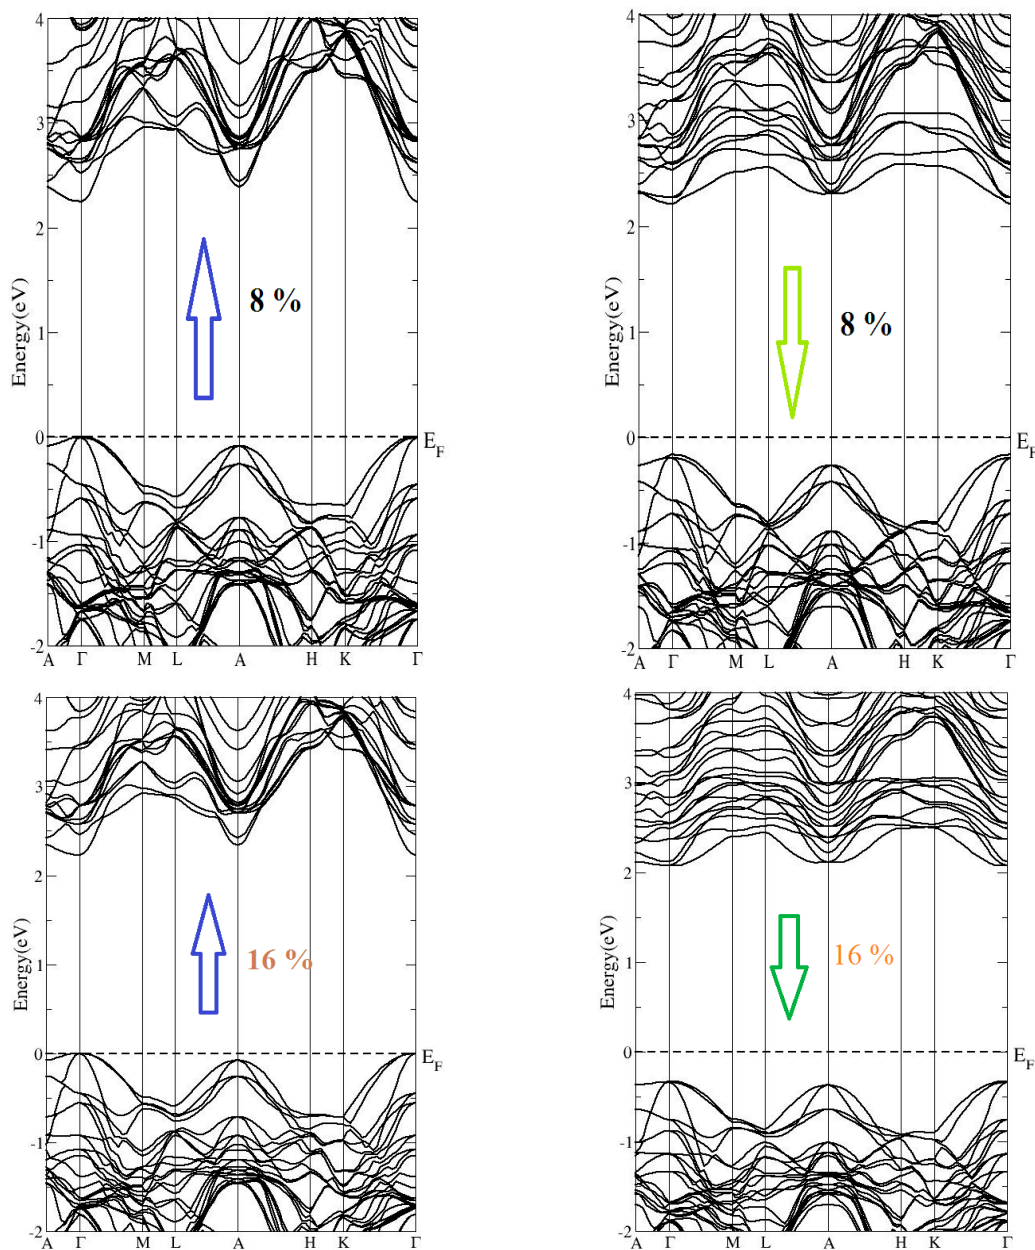 4
3
2
1
0
-1
-2
Energy(eV)
8 %
E_F
A Γ M L A H K Γ
4
3
2
1
0
-1
-2
Energy(eV)
8 %
E_F
A Γ M L A H K Γ
4
3
2
1
0
-1
-2
Energy(eV)
16 %
E_F
A Γ M L A H K Γ
4
3
2
1
0
-1
-2
Energy(eV)
16 %
E_F
A Γ M L A H K Γ